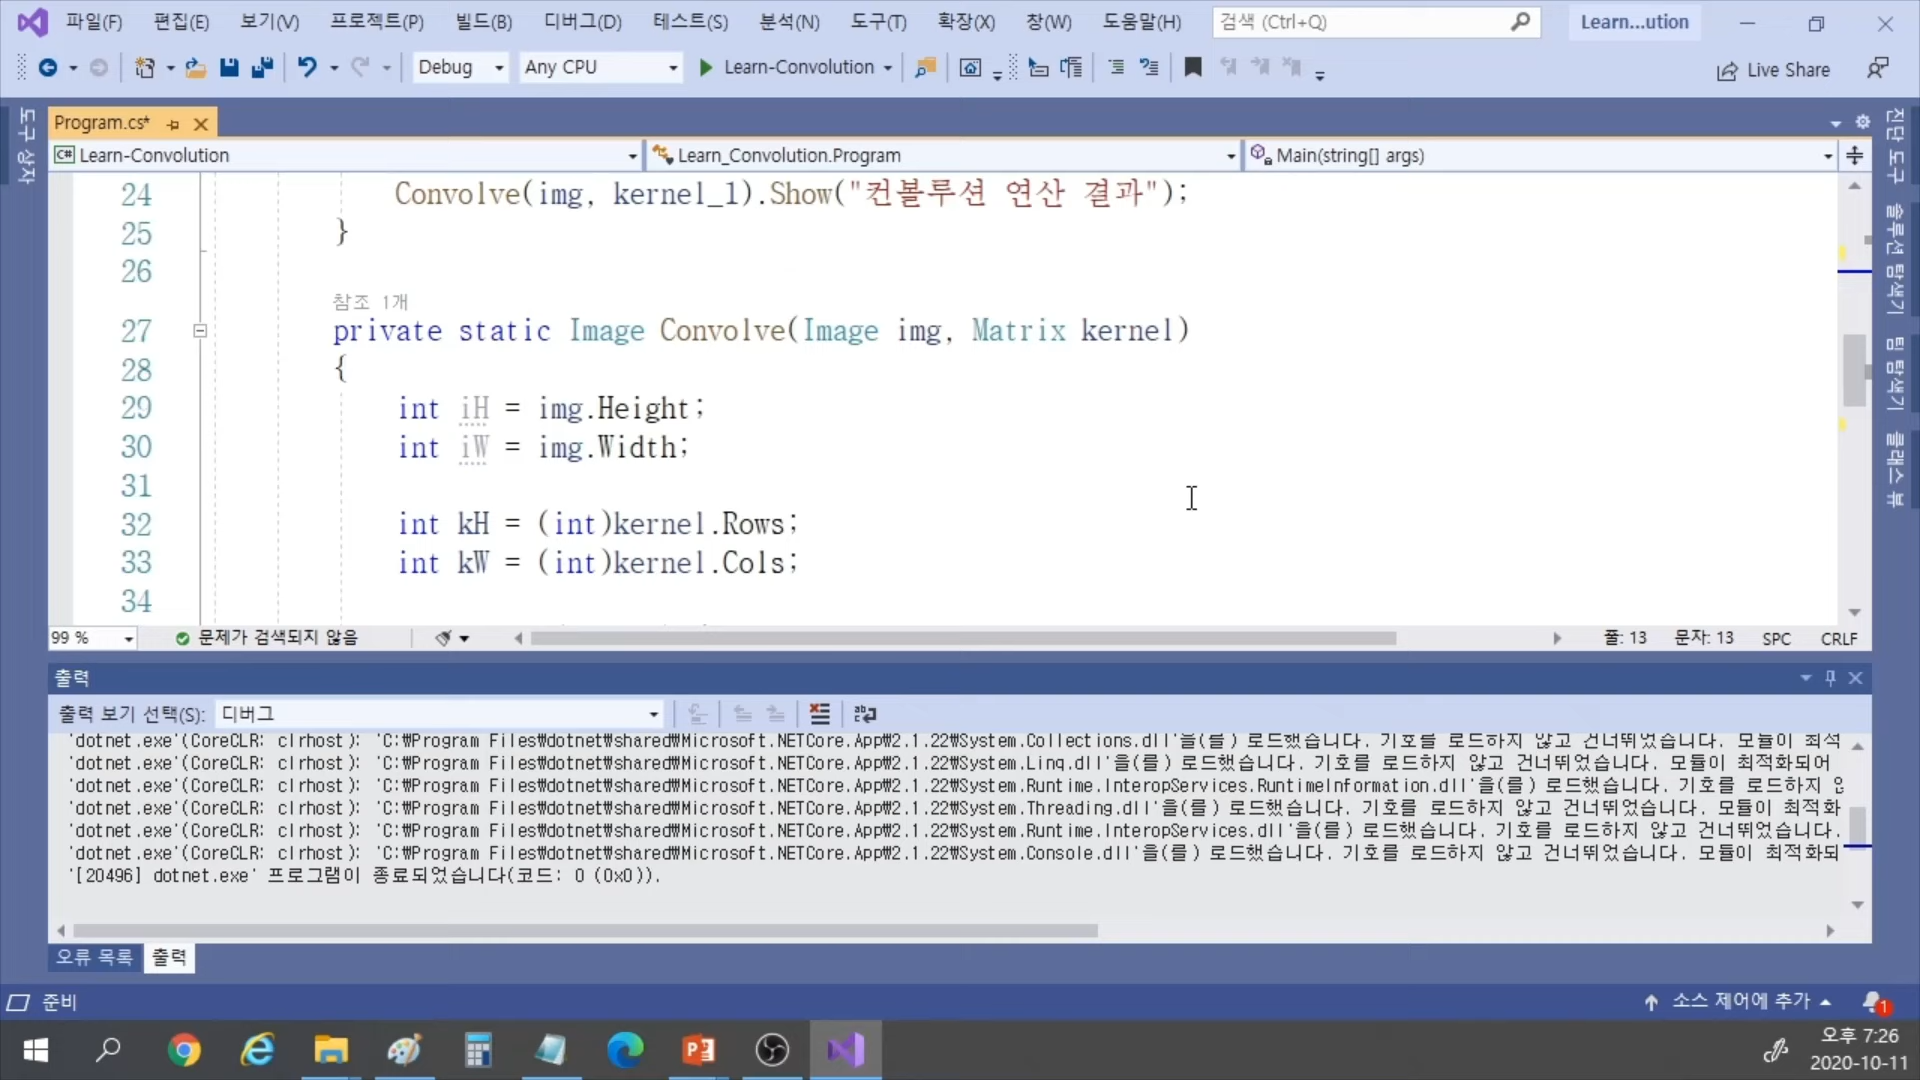 파일(F) 편집(E) 보기(V) 프로젝트(P) 빌드(B) 디버그(D) 테스트(S) 분석(N) 도구(T) 확장(X) 창(W) 도움말(H) 검색 (Ctrl+Q) Learn...ution
Debug Any CPU Learn-Convolution Live Share
도구 상자
Program.cs*
Learn-Convolution Learn_Convolution.Program Main(string[] args)
24 Convolve(img, kernel_1).Show("컨볼루션 연산 결과");
25 }
26
참조 1개
27 private static Image Convolve(Image img, Matrix kernel)
28 {
29 int iH = img.Height;
30 int iW = img.Width;
31
32 int kH = (int)kernel.Rows;
33 int kW = (int)kernel.Cols;
34
진단 도구
솔루션 탐색기
팀 탐색기
클래스 뷰
99 % 문제가 검색되지 않음 줄: 13 문자: 13 SPC CRLF
출력
출력 보기 선택(S): 디버그
'dotnet.exe'(CoreCLR: clrhost): 'C:₩Program Files₩dotnet₩shared₩Microsoft.NETCore.App₩2.1.22₩System.Collections.dll'을(를) 로드했습니다. 기호를 로드하지 않고 건너뛰었습니다. 모듈이 최적
'dotnet.exe'(CoreCLR: clrhost): 'C:₩Program Files₩dotnet₩shared₩Microsoft.NETCore.App₩2.1.22₩System.Linq.dll'을(를) 로드했습니다. 기호를 로드하지 않고 건너뛰었습니다. 모듈이 최적화되어
'dotnet.exe'(CoreCLR: clrhost): 'C:₩Program Files₩dotnet₩shared₩Microsoft.NETCore.App₩2.1.22₩System.Runtime.InteropServices.RuntimeInformation.dll'을(를) 로드했습니다. 기호를 로드하지
'dotnet.exe'(CoreCLR: clrhost): 'C:₩Program Files₩dotnet₩shared₩Microsoft.NETCore.App₩2.1.22₩System.Threading.dll'을(를) 로드했습니다. 기호를 로드하지 않고 건너뛰었습니다. 모듈이 최적화
'dotnet.exe'(CoreCLR: clrhost): 'C:₩Program Files₩dotnet₩shared₩Microsoft.NETCore.App₩2.1.22₩System.Runtime.InteropServices.dll'을(를) 로드했습니다. 기호를 로드하지 않고 건너뛰었습니다.
'dotnet.exe'(CoreCLR: clrhost): 'C:₩Program Files₩dotnet₩shared₩Microsoft.NETCore.App₩2.1.22₩System.Console.dll'을(를) 로드했습니다. 기호를 로드하지 않고 건너뛰었습니다. 모듈이 최적화되
'[20496] dotnet.exe' 프로그램이 종료되었습니다(코드: 0 (0x0)).
오류 목록 출력
준비 소스 제어에 추가 1
오후 7:26
2020-10-11